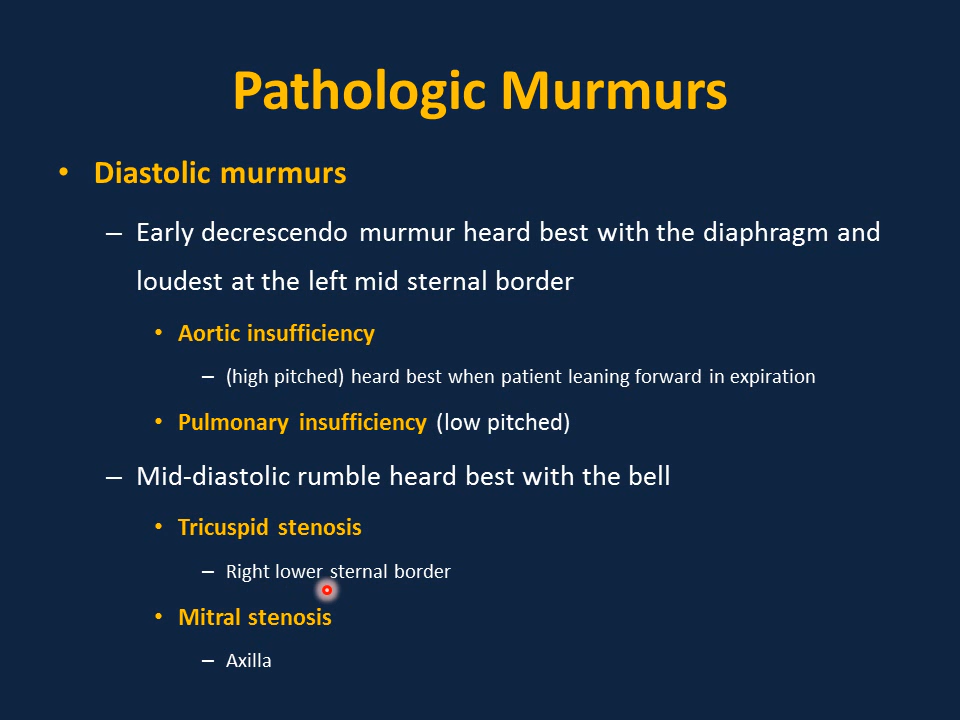 Pathologic Murmurs
• Diastolic murmurs
– Early decrescendo murmur heard best with the diaphragm and
loudest at the left mid sternal border
• Aortic insufficiency
– (high pitched) heard best when patient leaning forward in expiration
• Pulmonary insufficiency (low pitched)
– Mid-diastolic rumble heard best with the bell
• Tricuspid stenosis
– Right lower sternal border
• Mitral stenosis
– Axilla